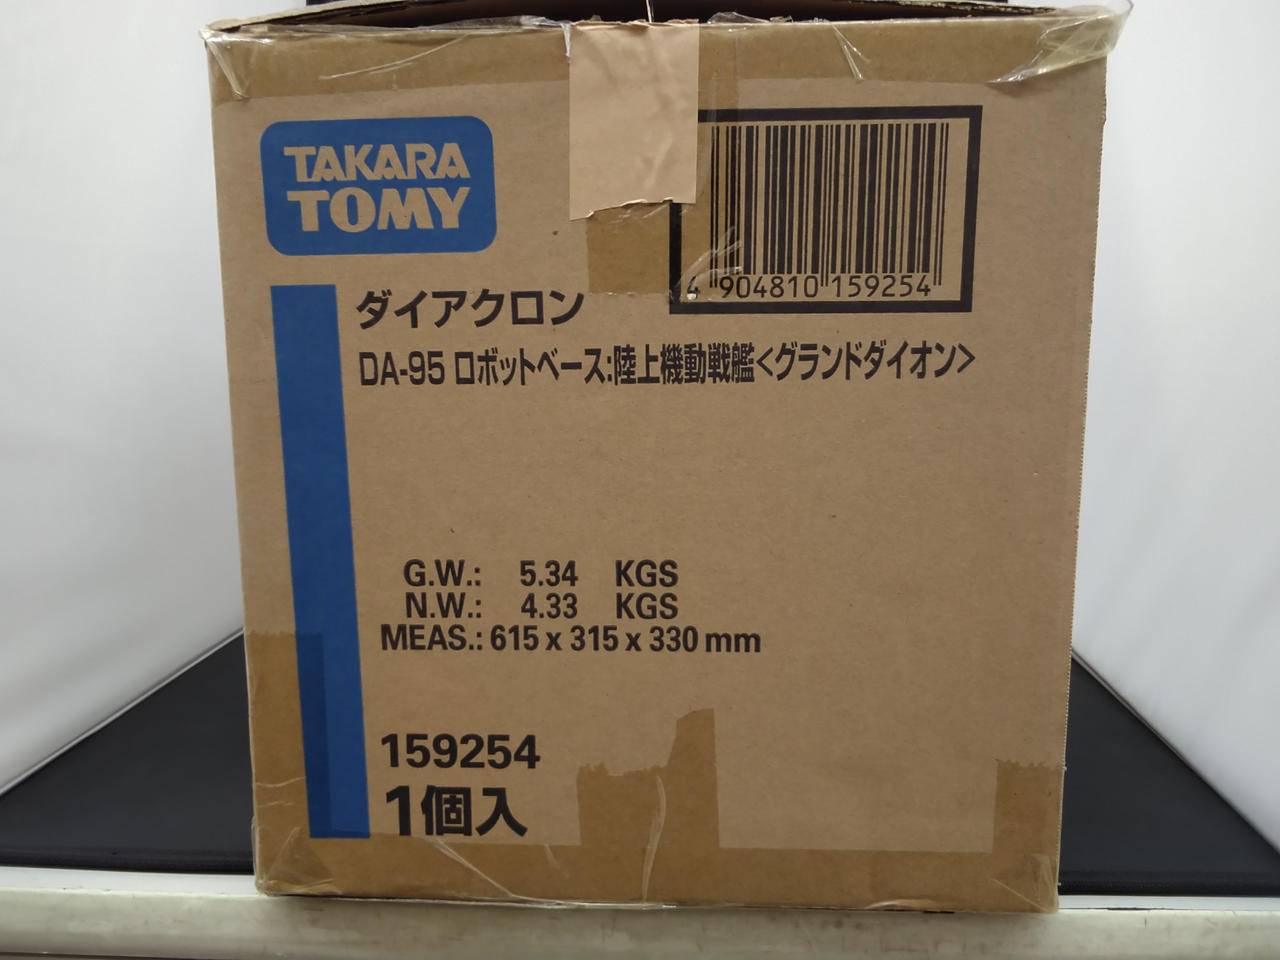 TAKARA
TOMY
4 904810 159254
ダイアクロン
DA-95 ロボットベース:陸上機動戦艦<グランドダイオン>
G.W.: 5.34 KGS
N.W.: 4.33 KGS
MEAS.: 615 x 315 x 330 mm
159254
1個入